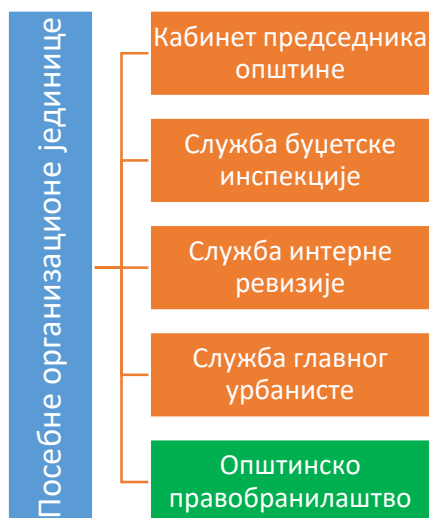 Посебне организационе јединице
Кабинет председника
општине
Служба буџетске
инспекције
Служба интерне
ревизије
Служба главног
урбанисте
Општинско
правобранилаштво